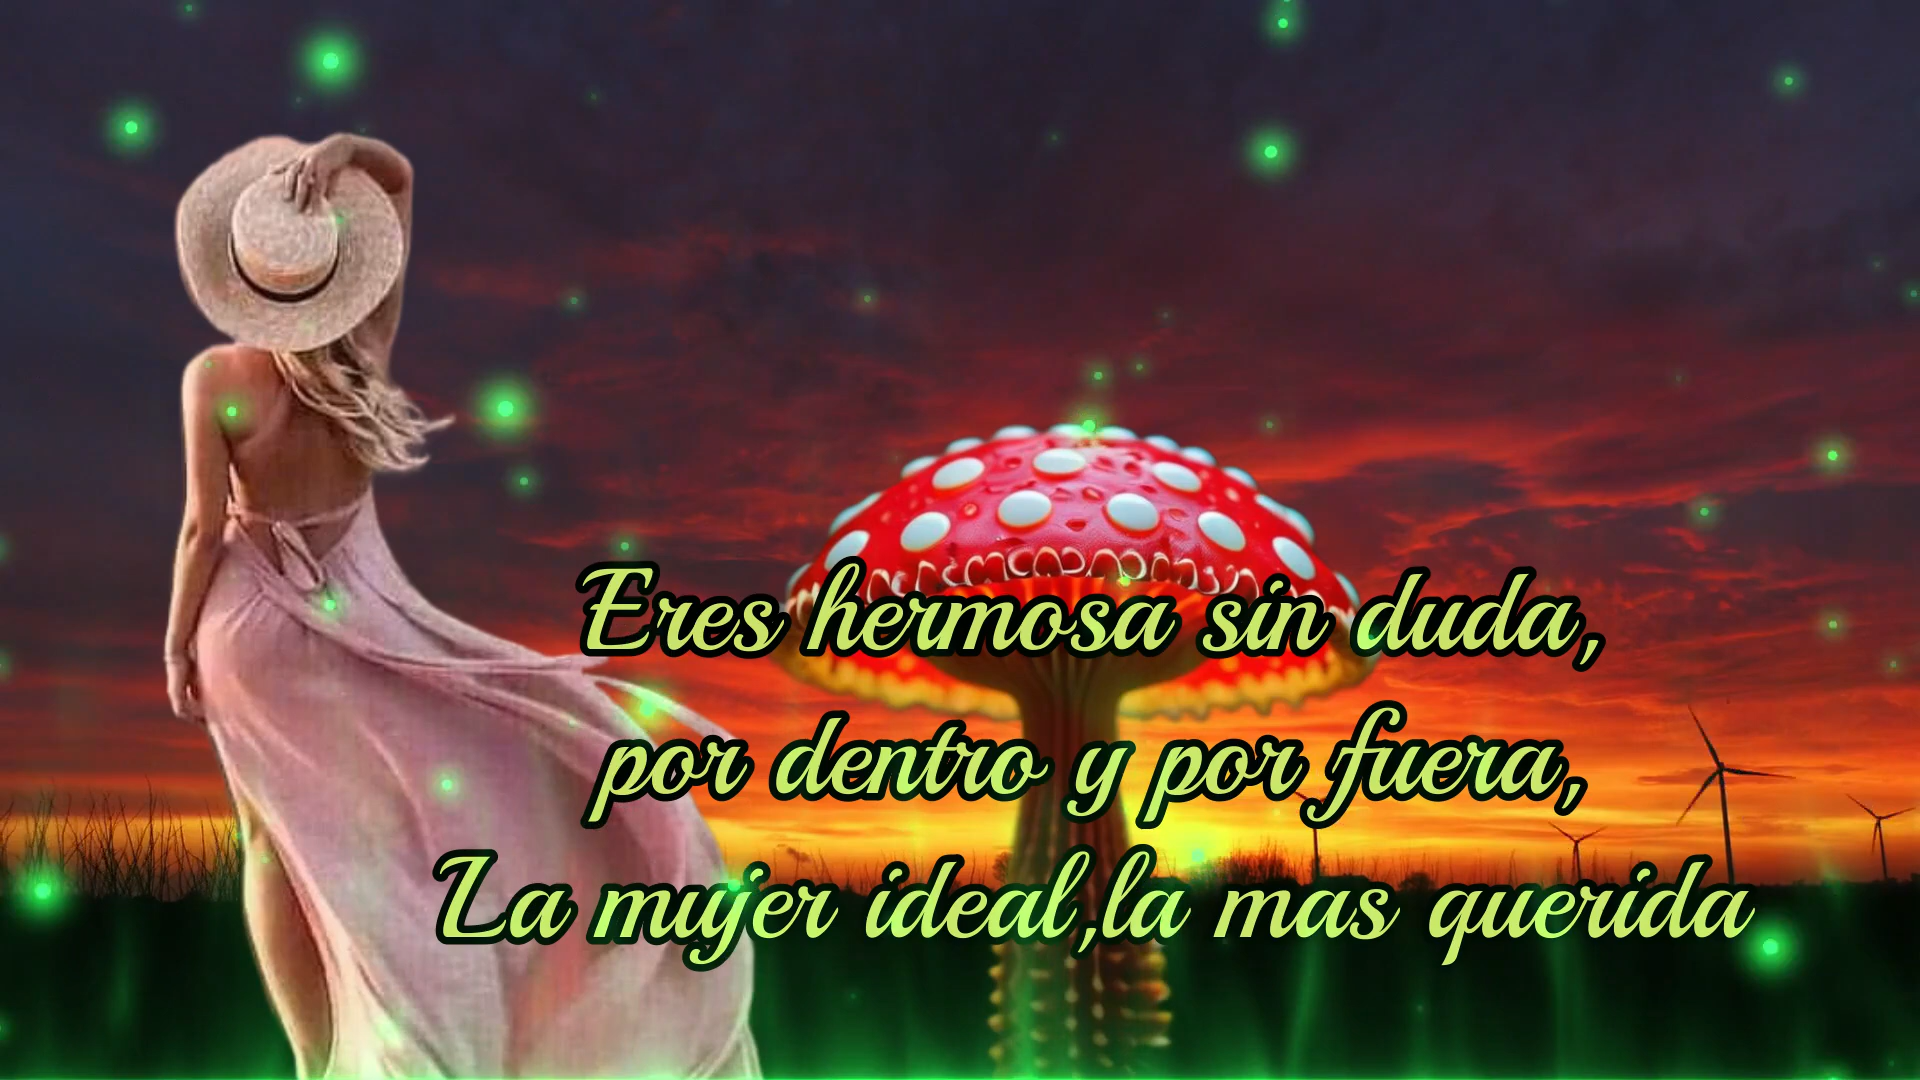 Eres hermosa sin duda,
por dentro y por fuera,
La mujer ideal,la mas querida